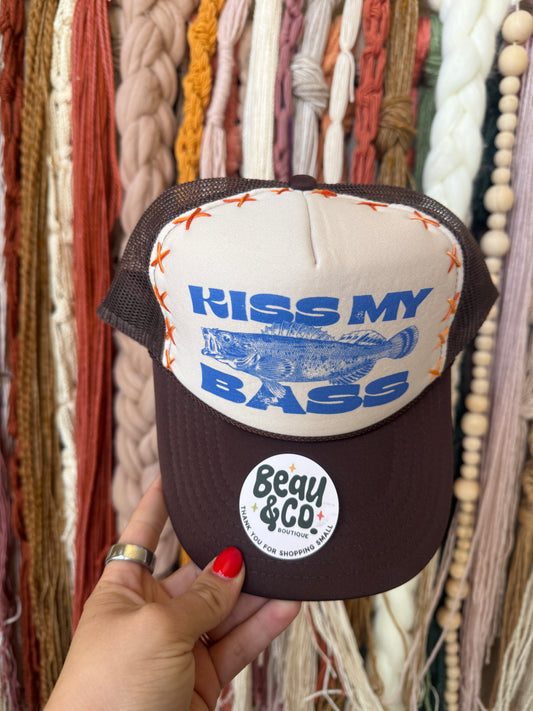 KISS MY
BASS
Beau
&CO.
BOUTIQUE
THANK YOU FOR SHOPPING SMALL